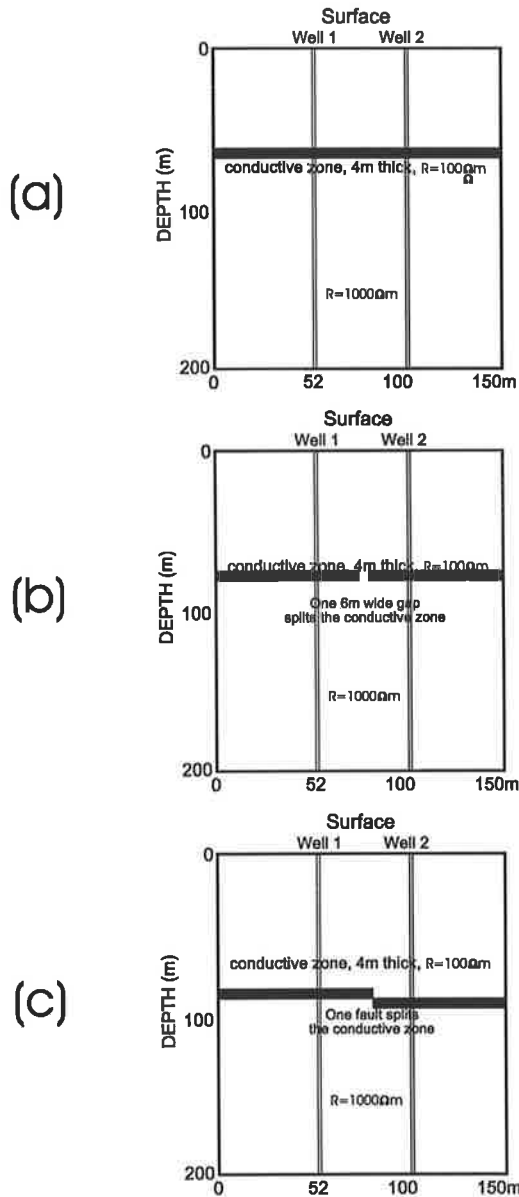 (a)
Surface
Well 1 Well 2
0
DEPTH (m)
conductive zone, 4m thick, R=100Ωm
Ω
100
R=1000Ωm
200
0 52 100 150m
(b)
Surface
Well 1 Well 2
0
DEPTH (m)
conductive zone, 4m thick, R=100Ωm
One 6m wide gap
100
splits the conductive zone
R=1000Ωm
200
0 52 100 150m
(c)
Surface
Well 1 Well 2
0
DEPTH (m)
conductive zone, 4m thick, R=100Ωm
100
One fault splits
the conductive zone
R=1000Ωm
200
0 52 100 150m